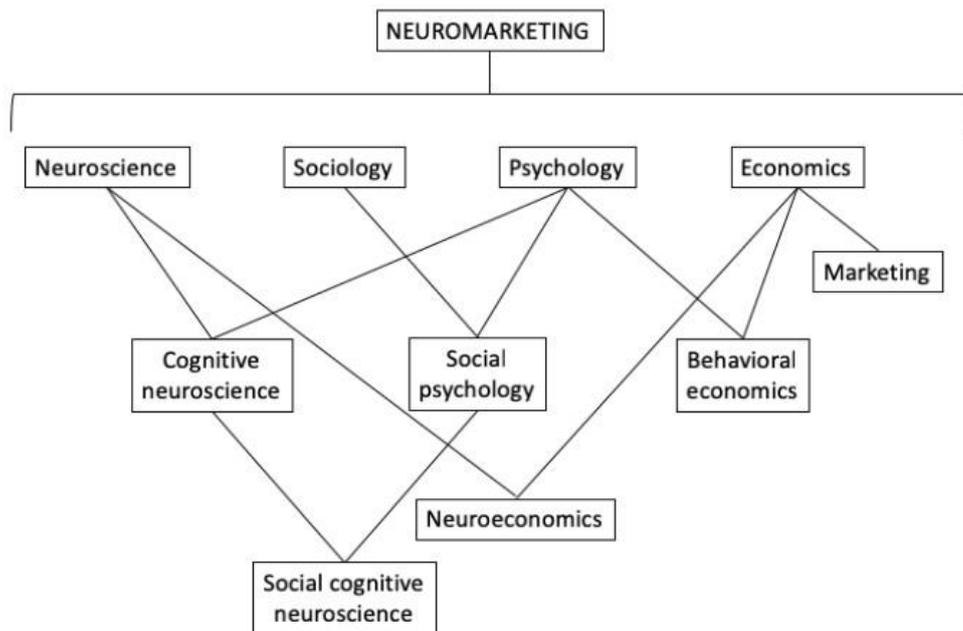 NEUROMARKETING
Neuroscience
Sociology
Psychology
Economics
Marketing
Cognitive
neuroscience
Social
psychology
Behavioral
economics
Neuroeconomics
Social cognitive
neuroscience